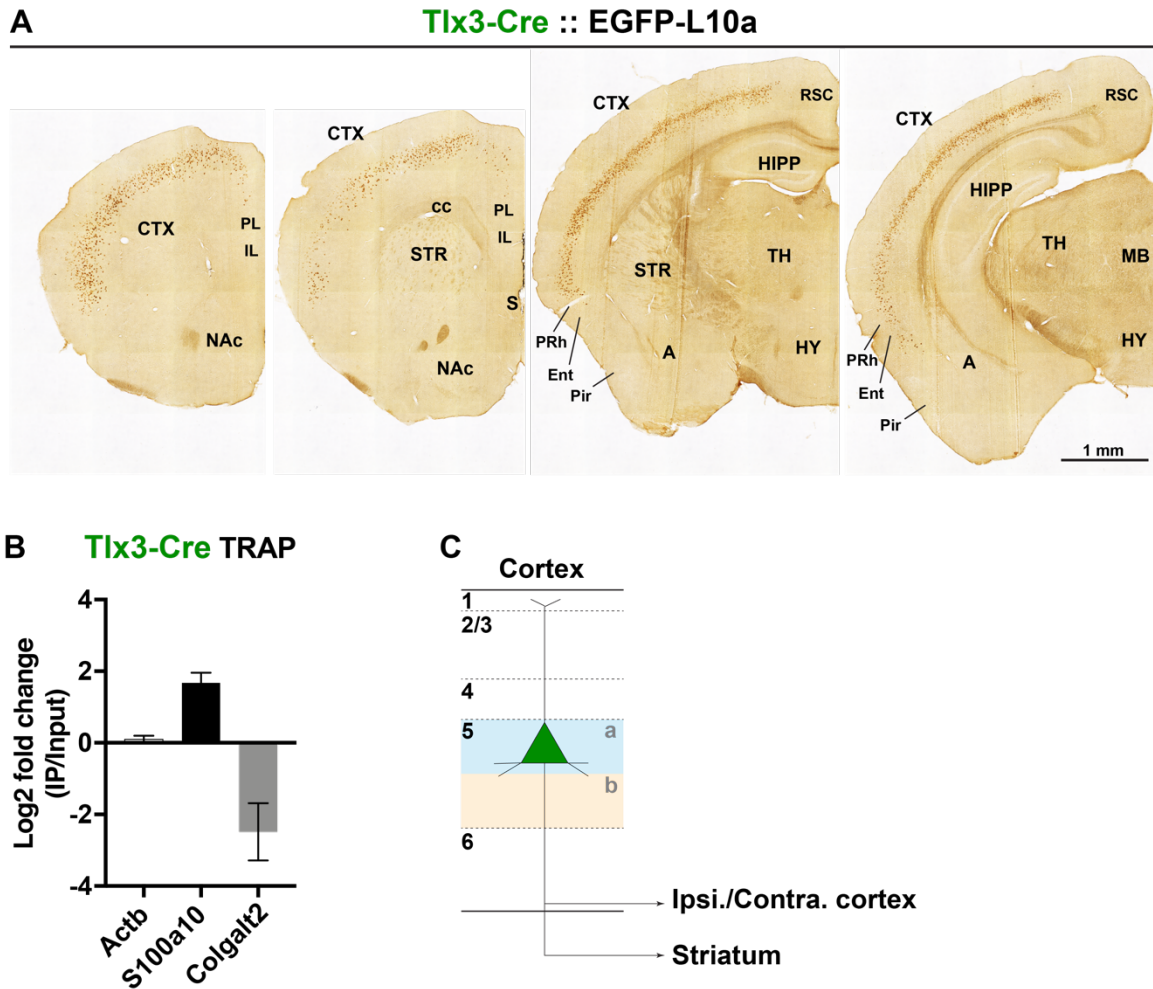 A
Tlx3-Cre :: EGFP-L10a
CTX
PL
IL
NAc
CTX
cc
PL
IL
STR
S
NAc
CTX
RSC
HIPP
STR
TH
PRh
Ent
Pir
A
HY
CTX
RSC
HIPP
TH
MB
PRh
Ent
Pir
A
HY
1 mm
B
Tlx3-Cre TRAP
Log2 fold change
(IP/Input)
4
2
0
-2
-4
Actb
S100a10
Colgalt2
C
Cortex
1
2/3
4
5
a
b
6
Ipsi./Contra. cortex
Striatum